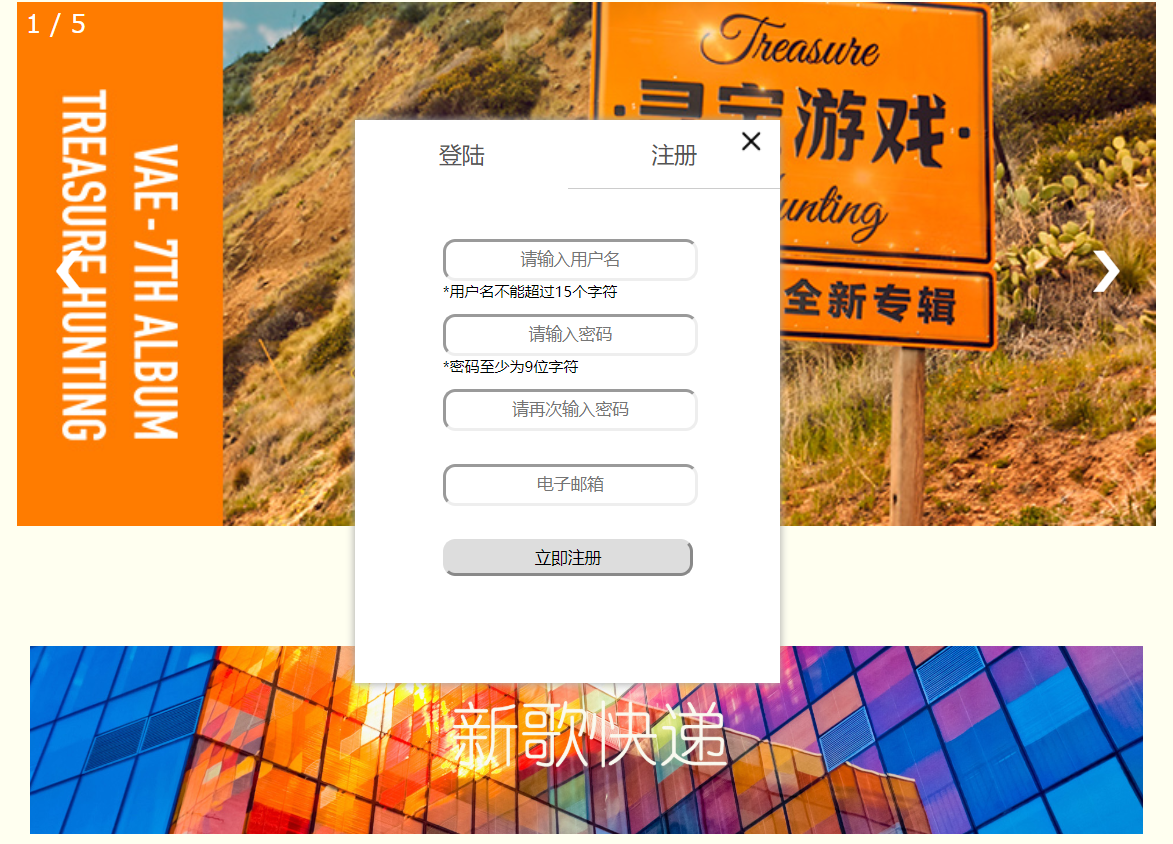 1 / 5
TREASURE HUNTING
VAE - 7TH ALBUM
Treasure
·寻宝游戏·
unting
全新专辑
登陆
注册
请输入用户名
*用户名不能超过15个字符
请输入密码
*密码至少为9位字符
请再次输入密码
电子邮箱
立即注册
新歌快递